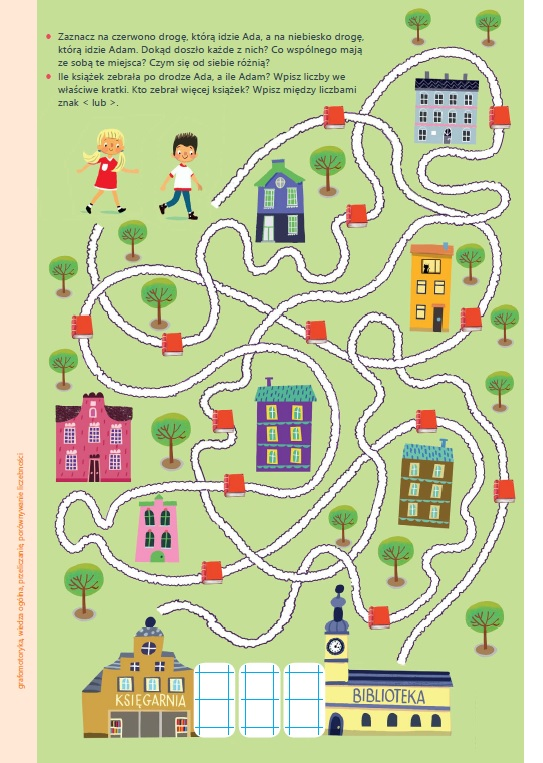 • Zaznacz na czerwono drogę, którą idzie Ada, a na niebiesko drogę,
którą idzie Adam. Dokąd doszło każde z nich? Co wspólnego mają
ze sobą te miejsca? Czym się od siebie różnią?
• Ile książek zebrała po drodze Ada, a ile Adam? Wpisz liczby we
właściwe kratki. Kto zebrał więcej książek? Wpisz między liczbami
znak < lub >.
grafomotoryka, wiedza ogólna, przeliczanie, porównywanie liczebności
KSIĘGARNIA
BIBLIOTEKA